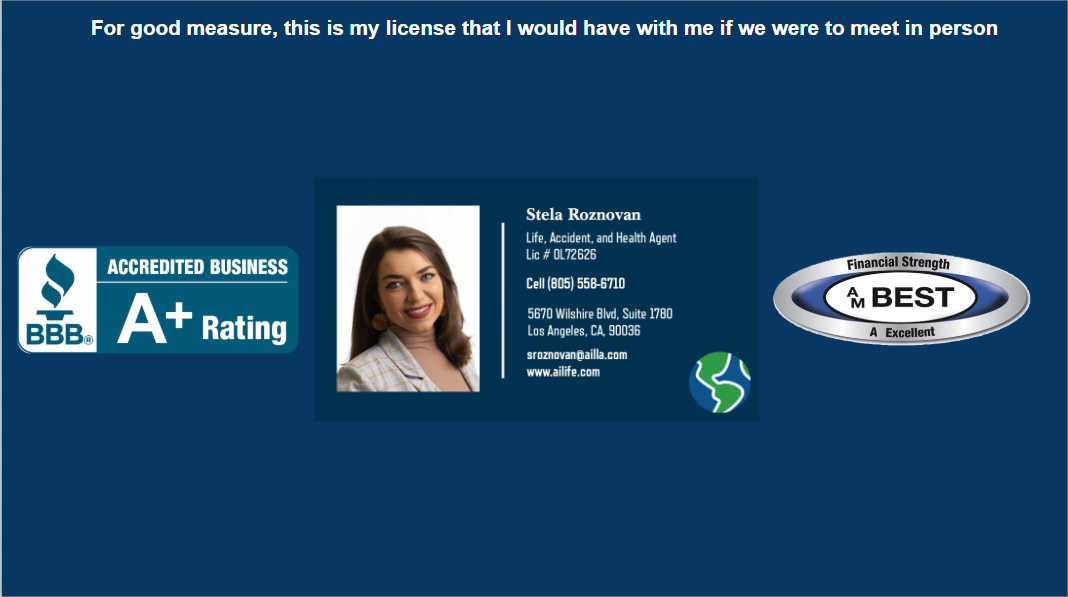 For good measure, this is my license that I would have with me if we were to meet in person
BBB®
ACCREDITED BUSINESS
A+ Rating
Stela Roznovan
Life, Accident, and Health Agent
Lic # 0L72626
Cell (805) 558-6710
5670 Wilshire Blvd, Suite 1780
Los Angeles, CA, 90036
sroznovan@ailla.com
www.ailife.com
Financial Strength
AM BEST
A Excellent